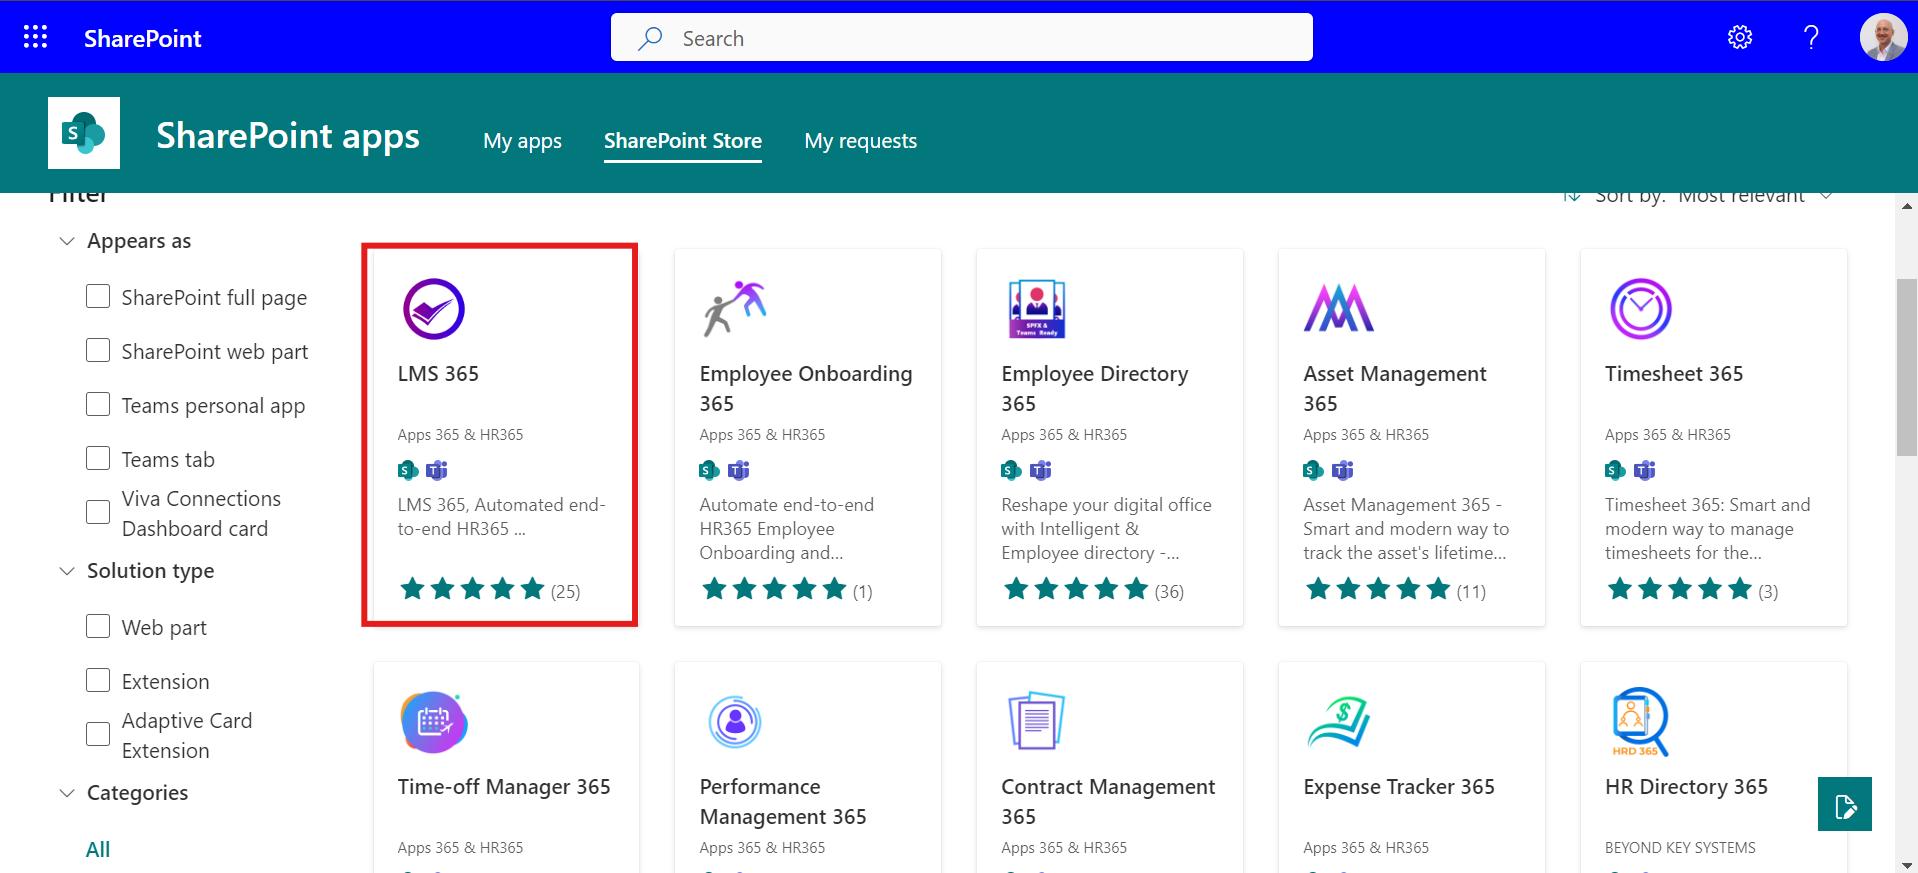 SharePoint
Search
S
SharePoint apps
My apps
SharePoint Store
My requests
Filter
Sort by: Most relevant
Appears as
SharePoint full page
SharePoint web part
Teams personal app
Teams tab
Viva Connections
Dashboard card
Solution type
Web part
Extension
Adaptive Card
Extension
Categories
All
LMS 365
Apps 365 & HR365
LMS 365, Automated end-
to-end HR365 ...
(25)
Employee Onboarding
365
Apps 365 & HR365
Automate end-to-end
HR365 Employee
Onboarding and...
(1)
SPFX &
Teams Ready
Employee Directory
365
Apps 365 & HR365
Reshape your digital office
with Intelligent &
Employee directory -...
(36)
Asset Management
365
Apps 365 & HR365
Asset Management 365 -
Smart and modern way to
track the asset's lifetime...
(11)
Timesheet 365
Apps 365 & HR365
Timesheet 365: Smart and
modern way to manage
timesheets for the...
(3)
Time-off Manager 365
Apps 365 & HR365
Performance
Management 365
Apps 365 & HR365
Contract Management
365
Apps 365 & HR365
Expense Tracker 365
Apps 365 & HR365
HRD 365
HR Directory 365
BEYOND KEY SYSTEMS